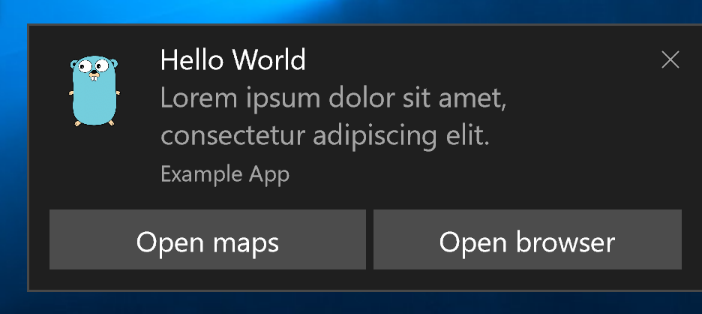 Hello World
Lorem ipsum dolor sit amet,
consectetur adipiscing elit.
Example App
Open maps
Open browser